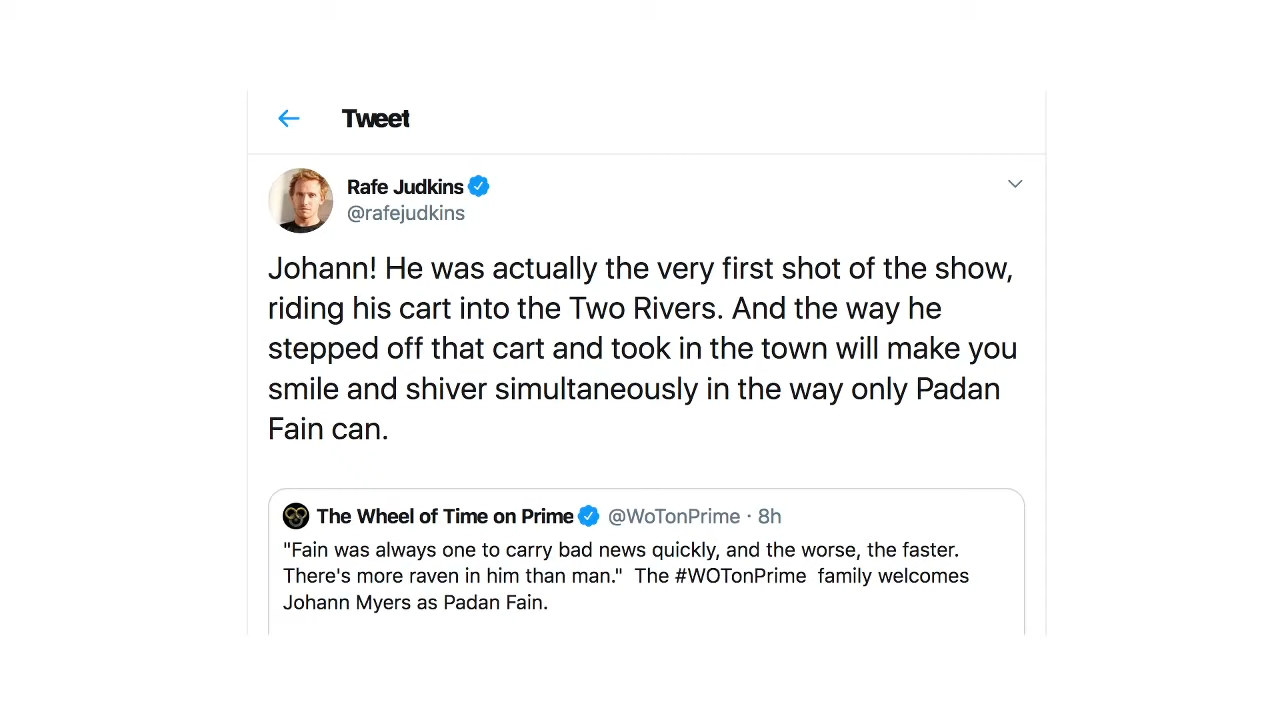 Tweet
Rafe Judkins
@rafejudkins
Johann! He was actually the very first shot of the show,
riding his cart into the Two Rivers. And the way he
stepped off that cart and took in the town will make you
smile and shiver simultaneously in the way only Padan
Fain can.
The Wheel of Time on Prime @WoTonPrime · 8h
"Fain was always one to carry bad news quickly, and the worse, the faster.
There's more raven in him than man."  The #WOTonPrime  family welcomes
Johann Myers as Padan Fain.